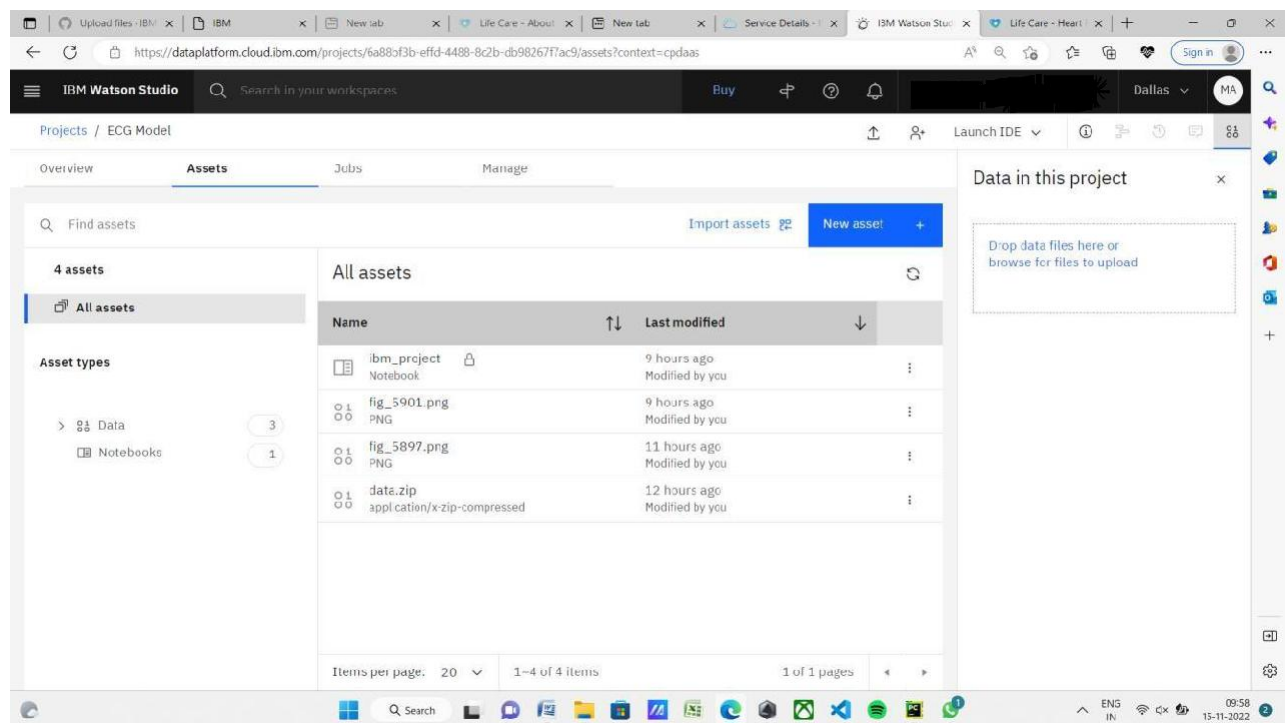 Upload files · IBM
IBM
New tab
Life Care - About
New tab
Service Details -
IBM Watson Stud
Life Care - Heart
https://dataplatform.cloud.ibm.com/projects/6a88bf3b-effd-4488-8c2b-db98267f7ac9/assets?context=cpdaas
Sign in
IBM Watson Studio
Search in your workspaces
Buy
Dallas
MA
Projects / ECG Model
Launch IDE
Overview
Assets
Jobs
Manage
Data in this project
Find assets
Import assets
New asset +
Drop data files here or
browse for files to upload
4 assets
All assets
All assets
Name
Last modified
Asset types
ibm_project
Notebook
9 hours ago
Modified by you
fig_5901.png
PNG
9 hours ago
Modified by you
Data 3
Notebooks 1
fig_5897.png
PNG
11 hours ago
Modified by you
data.zip
application/x-zip-compressed
12 hours ago
Modified by you
Items per page: 20
1–4 of 4 items
1 of 1 pages
Search
ENG
IN
09:58
15-11-2022